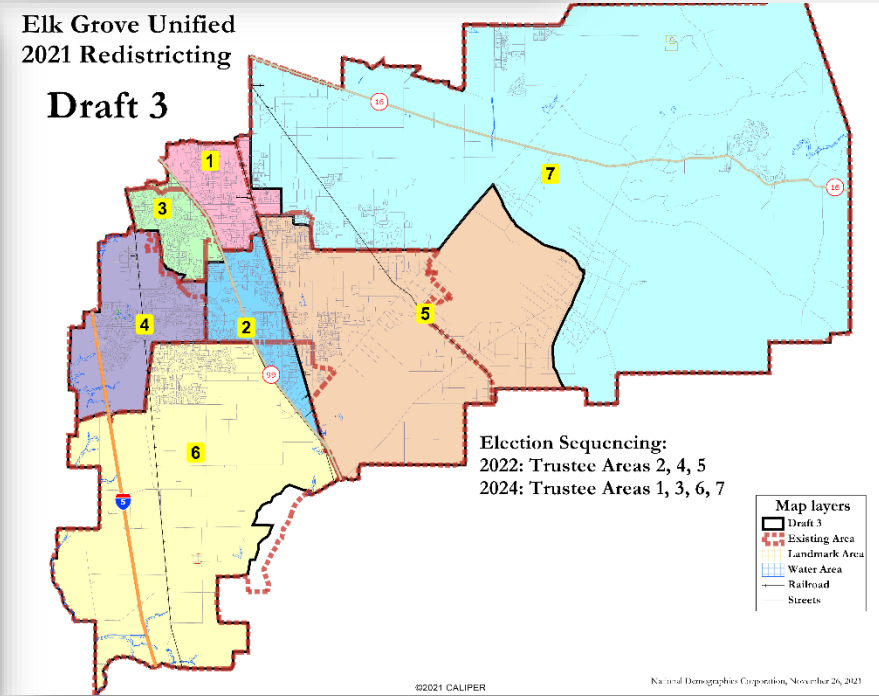 Elk Grove Unified
2021 Redistricting
Draft 3
16
1
7
16
3
5
4
2
99
6
Election Sequencing:
2022: Trustee Areas 2, 4, 5
2024: Trustee Areas 1, 3, 6, 7
5
Map layers
Draft 3
Existing Area
Landmark Area
Water Area
Railroad
Streets
©2021 CALIPER
National Demographics Corporation, November 26, 2021